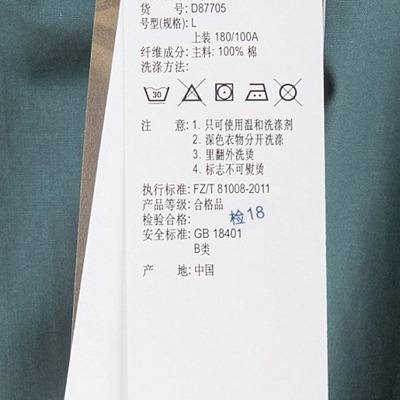 货 号: D87705
号型(规格): L
上装 180/100A
纤维成分: 主料: 100% 棉
洗涤方法:
30
注 意: 1. 只可使用温和洗涤剂
2. 深色衣物分开洗涤
3. 里翻外洗烫
4. 标志不可熨烫
执行标准: FZ/T 81008-2011
产品等级: 合格品
检验合格: 检18
安全标准: GB 18401
B类
产 地: 中国